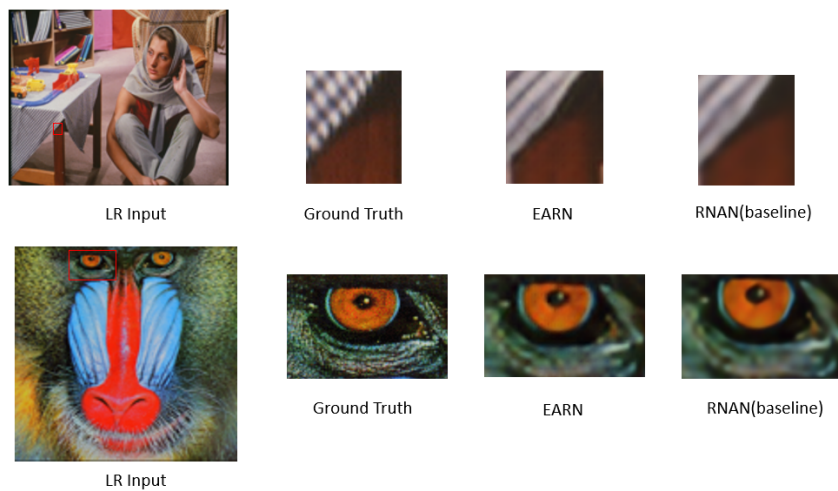 LR Input
Ground Truth
EARN
RNAN(baseline)
Ground Truth
EARN
RNAN(baseline)
LR Input